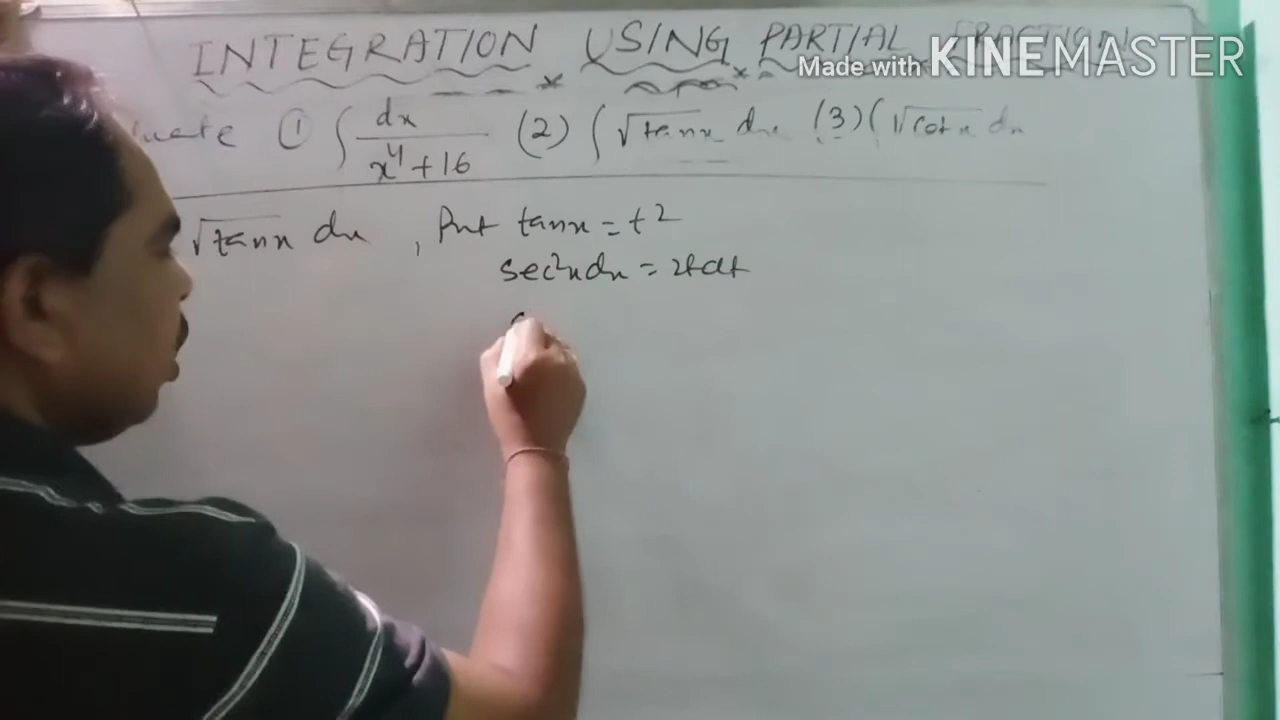 INTEGRATION USING PARTIAL FRACTION
Made with KINEMASTER
uate ① ∫ dx / x⁴+16 (2) ∫ √tanx dx (3) ∫ √cotx dx
√tanx dx , Put tanx = t²
sec²x dx = 2t dt